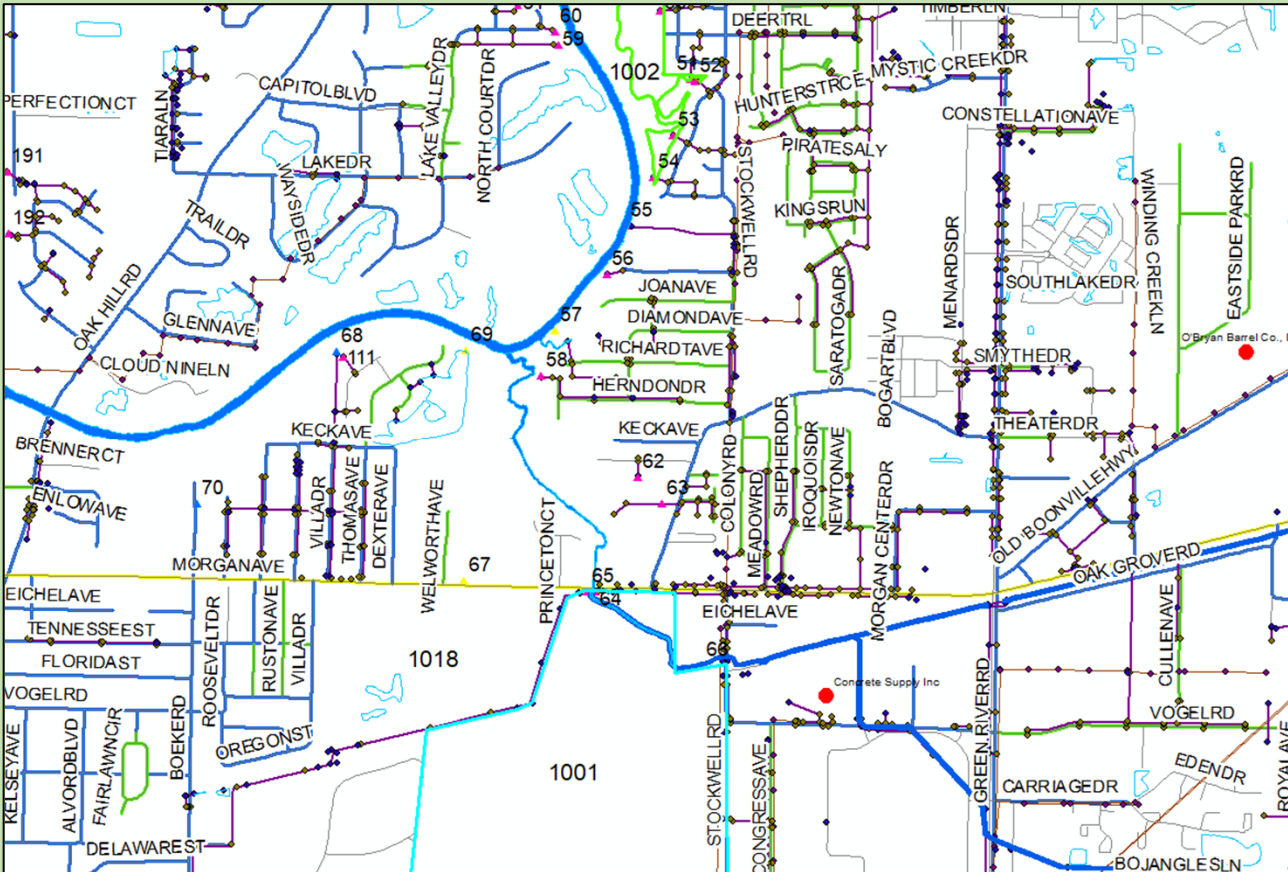 60
DEERTRL
TIMBERLN
59
51
52
1002
MYSTIC CREEKDR
PERFECTIONCT
TIARALN
CAPITOLBLVD
LAKE VALLEYDR
NORTH COURTDR
HUNTERSTRCE
CONSTELLATIONAVE
53
191
LAKEDR
54
PIRATESALY
STOCKWELLRD
WAYSIDEDR
192
TRAILDR
55
KINGSRUN
MENARDSDR
WINDING CREEKLN
EASTSIDE PARKRD
56
JOANAVE
SOUTHLAKEDR
OAK HILLRD
GLENNAVE
DIAMONDAVE
SARATOGADR
57
68
69
111
RICHARDTAVE
58
O'Bryan Barrel Co.,
CLOUD NINELN
SMYTHEDR
HERNDONDR
BOGARTBLVD
KECKAVE
KECKAVE
THEATERDR
BRENNERCT
62
COLONYRD
MEADOWRD
SHEPHERDDR
IROQUOISDR
NEWTONAVE
MORGAN CENTERDR
OLD BOONVILLEHWY
ENLOWAVE
70
63
VILLADR
THOMASAVE
DEXTERAVE
WELWORTHAVE
PRINCETONCT
MORGANAVE
67
65
OAK GROVERD
EICHELAVE
64
EICHELAVE
TENNESSEEST
ROOSEVELTDR
RUSTONAVE
VILLADR
FLORIDAST
1018
66
CULLENAVE
VOGELRD
Concrete Supply Inc
VOGELRD
KELSEYAVE
ALVORDBLVD
FAIRLAWNCIR
BOEKERD
OREGONST
1001
STOCKWELLRD
CONGRESSAVE
GREEN RIVERRD
EDENDR
ROYALAVE
CARRIAGEDR
DELAWAREST
BOJANGLESLN